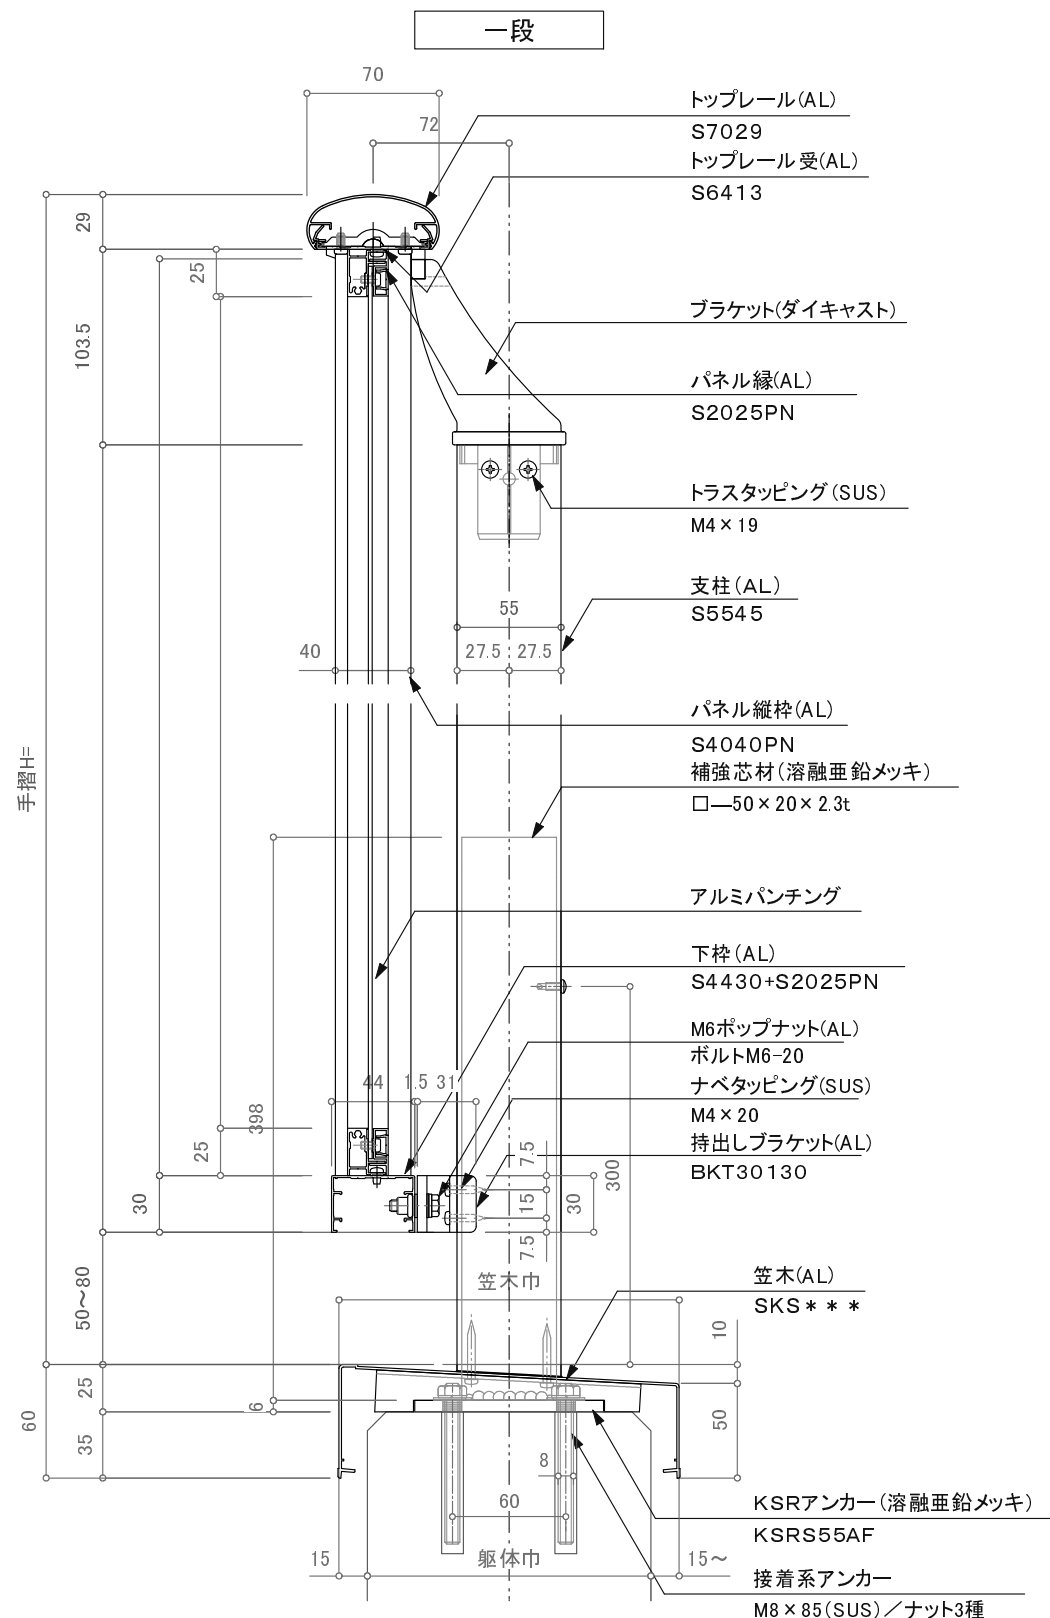 一段
70
72
トップレール(AL)
S7029
トップレール受(AL)
S6413
29
25
103.5
ブラケット(ダイキャスト)
パネル縁(AL)
S2025PN
トラスタッピング(SUS)
M4×19
支柱(AL)
S5545
55
27.5
27.5
40
パネル縦枠(AL)
S4040PN
補強芯材(溶融亜鉛メッキ)
□—50×20×2.3t
手摺H=
アルミパンチング
下枠(AL)
S4430+S2025PN
M6ポップナット(AL)
ボルトM6-20
ナベタッピング(SUS)
M4×20
持出しブラケット(AL)
BKT30130
44
1.5
31
398
25
7.5
300
30
15
30
7.5
50～80
笠木巾
笠木(AL)
SKS＊＊＊
10
25
6
60
35
50
8
60
KSRアンカー(溶融亜鉛メッキ)
KSRS55AF
15
躯体巾
15～
接着系アンカー
M8×85(SUS)／ナット3種